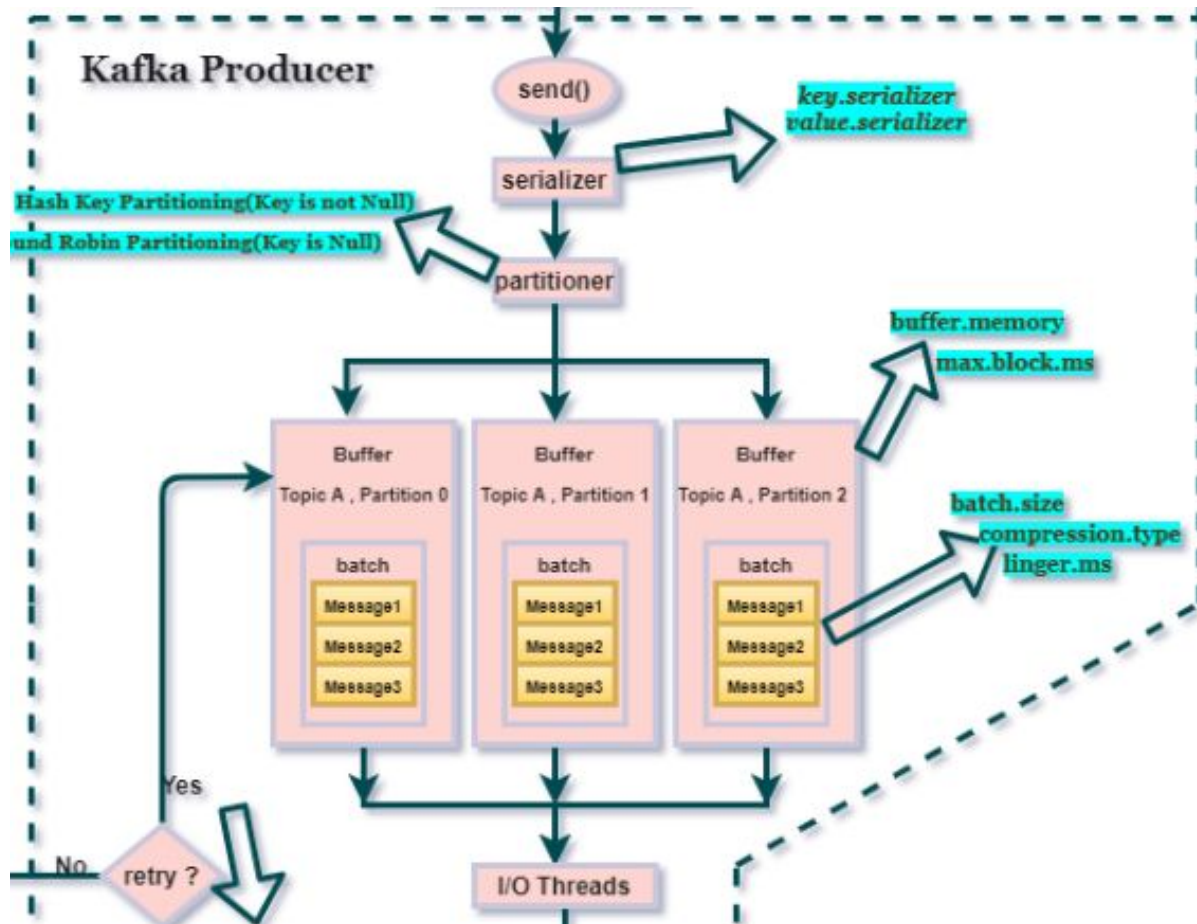 Kafka Producer
send()
key.serializer
value.serializer
serializer
Hash Key Partitioning(Key is not Null)
und Robin Partitioning(Key is Null)
partitioner
buffer.memory
max.block.ms
Buffer
Topic A , Partition 0
batch
Message1
Message2
Message3
Buffer
Topic A , Partition 1
batch
Message1
Message2
Message3
Buffer
Topic A , Partition 2
batch
Message1
Message2
Message3
batch.size
compression.type
linger.ms
Yes
No
retry ?
I/O Threads